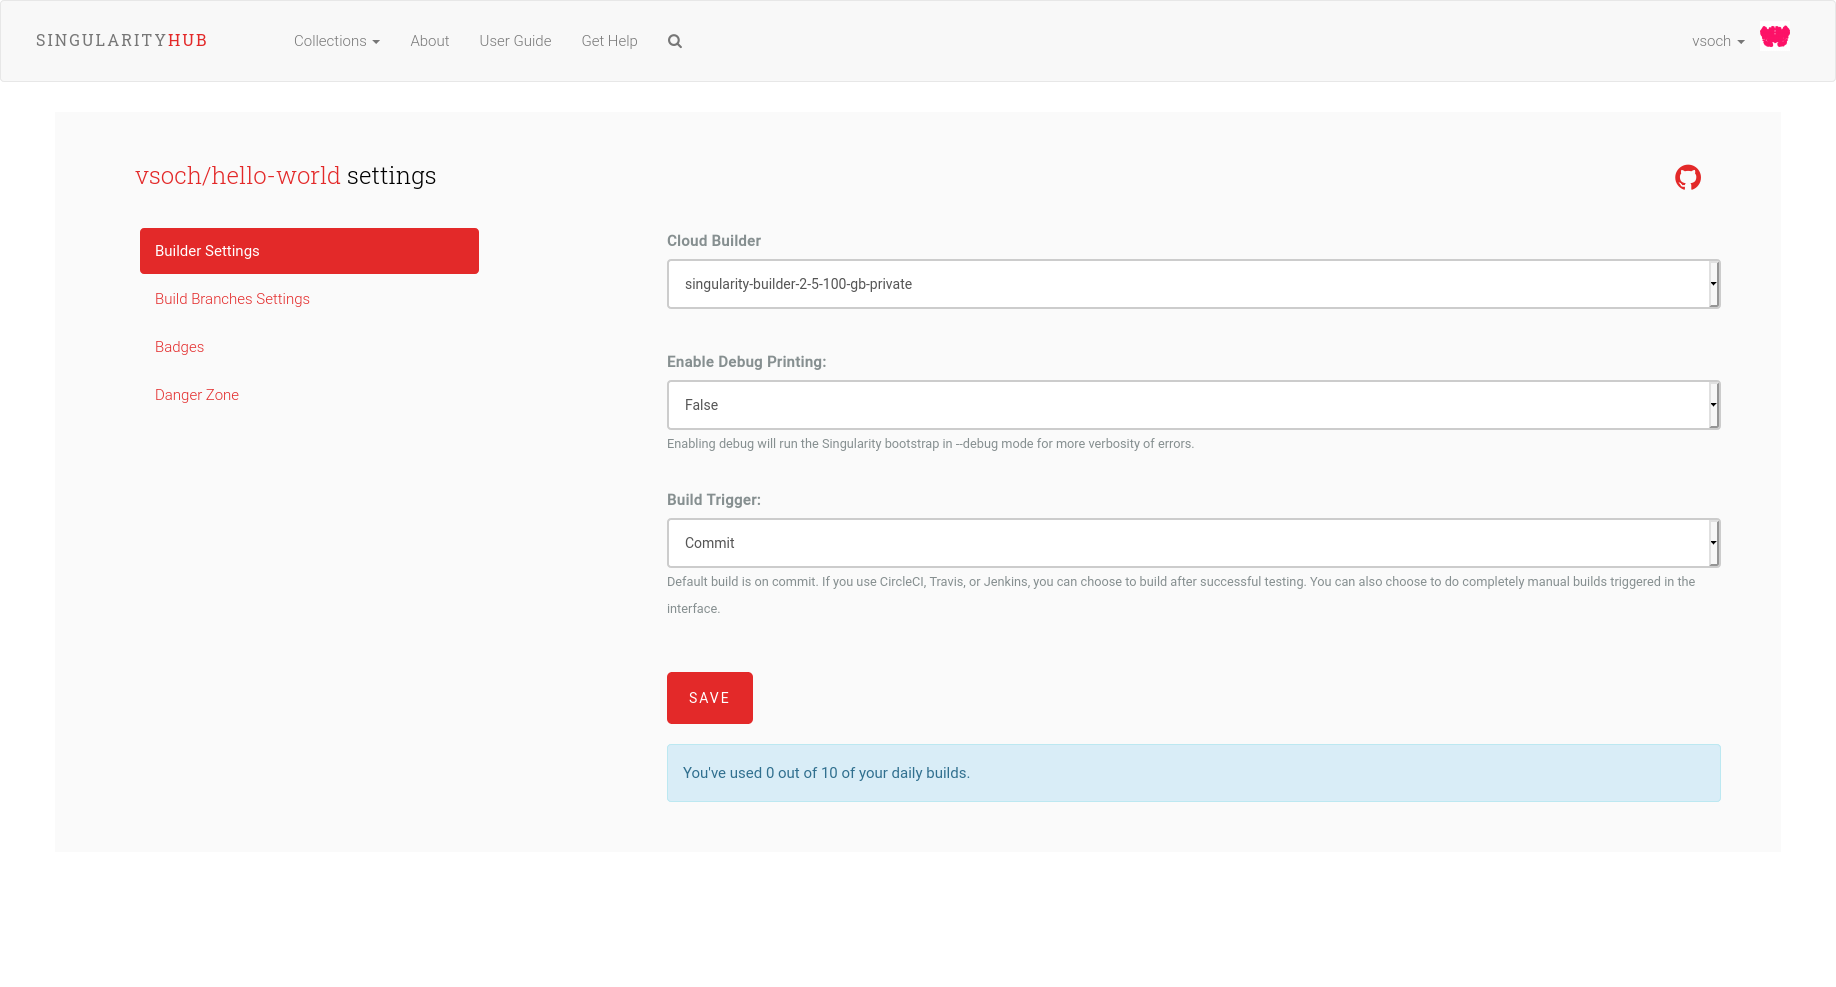 SINGULARITYHUB
Collections
About
User Guide
Get Help
vsoch
vsoch/hello-world settings
Builder Settings
Build Branches Settings
Badges
Danger Zone
Cloud Builder
singularity-builder-2-5-100-gb-private
Enable Debug Printing:
False
Enabling debug will run the Singularity bootstrap in --debug mode for more verbosity of errors.
Build Trigger:
Commit
Default build is on commit. If you use CircleCI, Travis, or Jenkins, you can choose to build after successful testing. You can also choose to do completely manual builds triggered in the
interface.
SAVE
You've used 0 out of 10 of your daily builds.